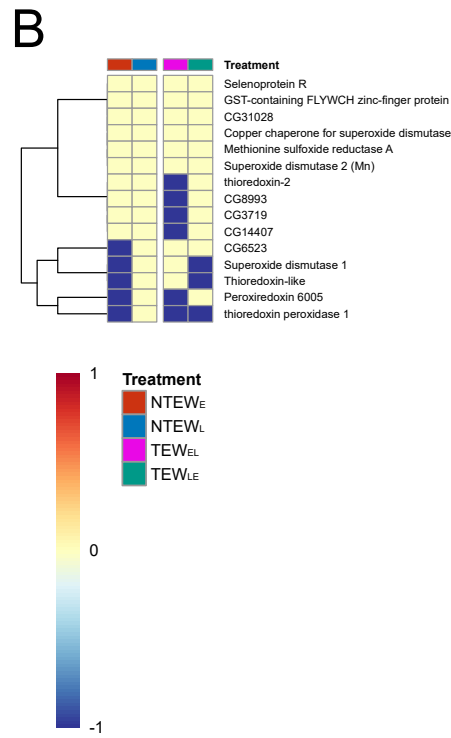 B
Treatment
Selenoprotein R
GST-containing FLYWCH zinc-finger protein
CG31028
Copper chaperone for superoxide dismutase
Methionine sulfoxide reductase A
Superoxide dismutase 2 (Mn)
thioredoxin-2
CG8993
CG3719
CG14407
CG6523
Superoxide dismutase 1
Thioredoxin-like
Peroxiredoxin 6005
thioredoxin peroxidase 1
1
0
-1
Treatment
NTEWE
NTEWL
TEWEL
TEWLE